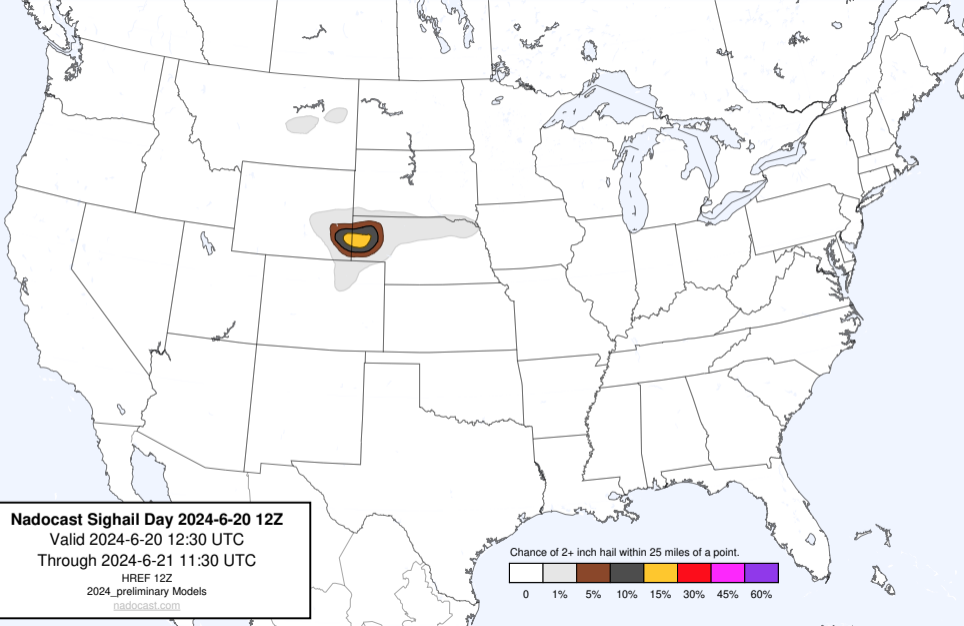 Nadocast Sighail Day 2024-6-20 12Z
Valid 2024-6-20 12:30 UTC
Through 2024-6-21 11:30 UTC
HREF 12Z
2024_preliminary Models
nadocast.com
Chance of 2+ inch hail within 25 miles of a point.
0 1% 5% 10% 15% 30% 45% 60%